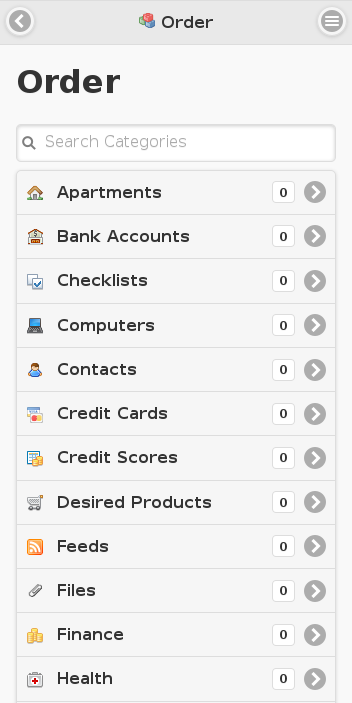 Order
Order
Search Categories
Apartments 0
Bank Accounts 0
Checklists 0
Computers 0
Contacts 0
Credit Cards 0
Credit Scores 0
Desired Products 0
Feeds 0
Files 0
Finance 0
Health 0